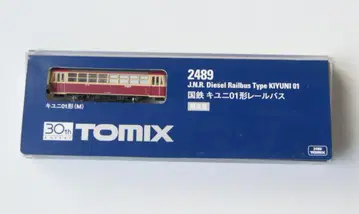 2489
J.N.R. Diesel Railbus Type KIYUNI 01
国鉄 キユニ01形レールバス
キユニ01形(M)
30th
TOMIX